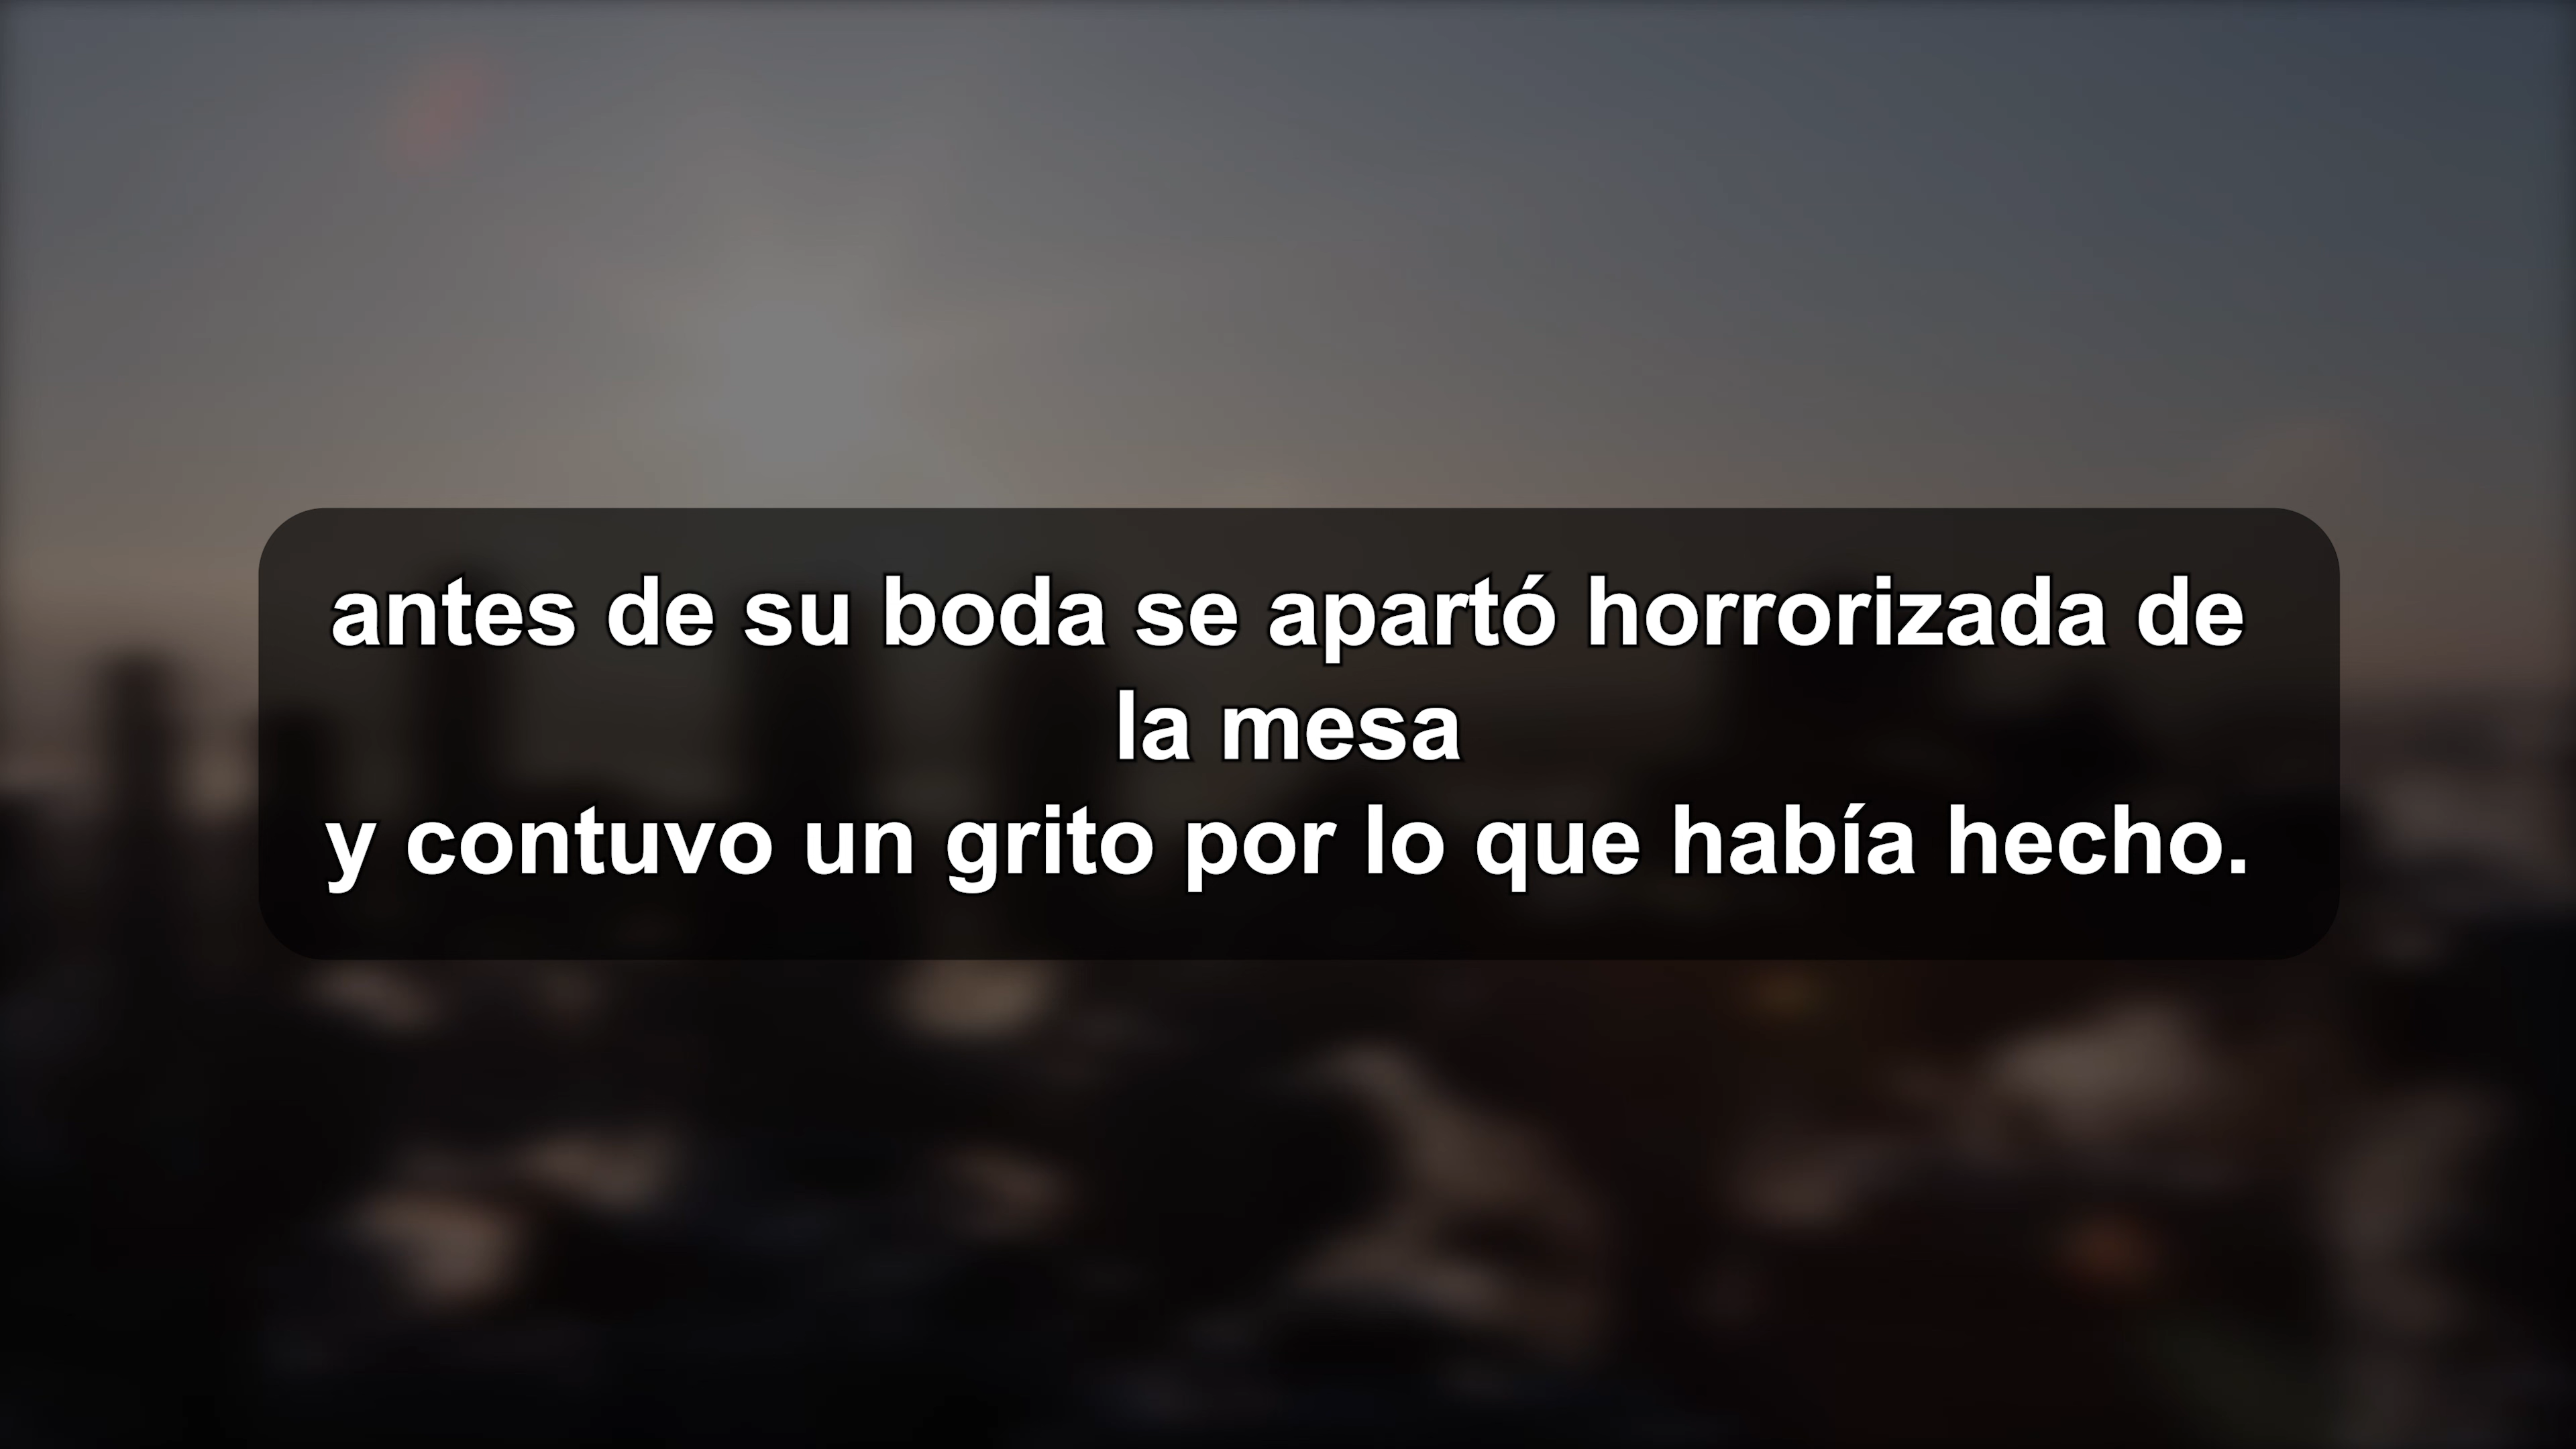 antes de su boda se apartó horrorizada de
la mesa
y contuvo un grito por lo que había hecho.